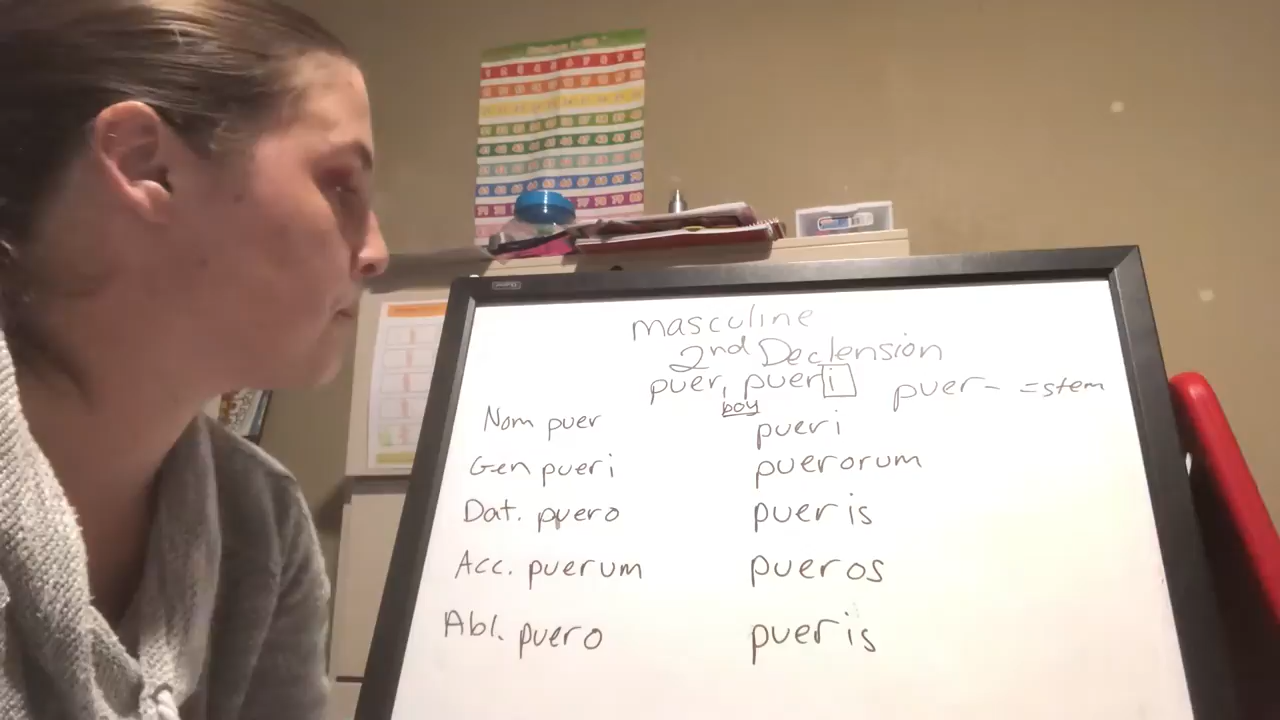 masculine
2nd Declension
puer, pueri puer- = stem
boy
Nom puer pueri
Gen pueri puerorum
Dat. puero pueris
Acc. puerum pueros
Abl. puero pueris